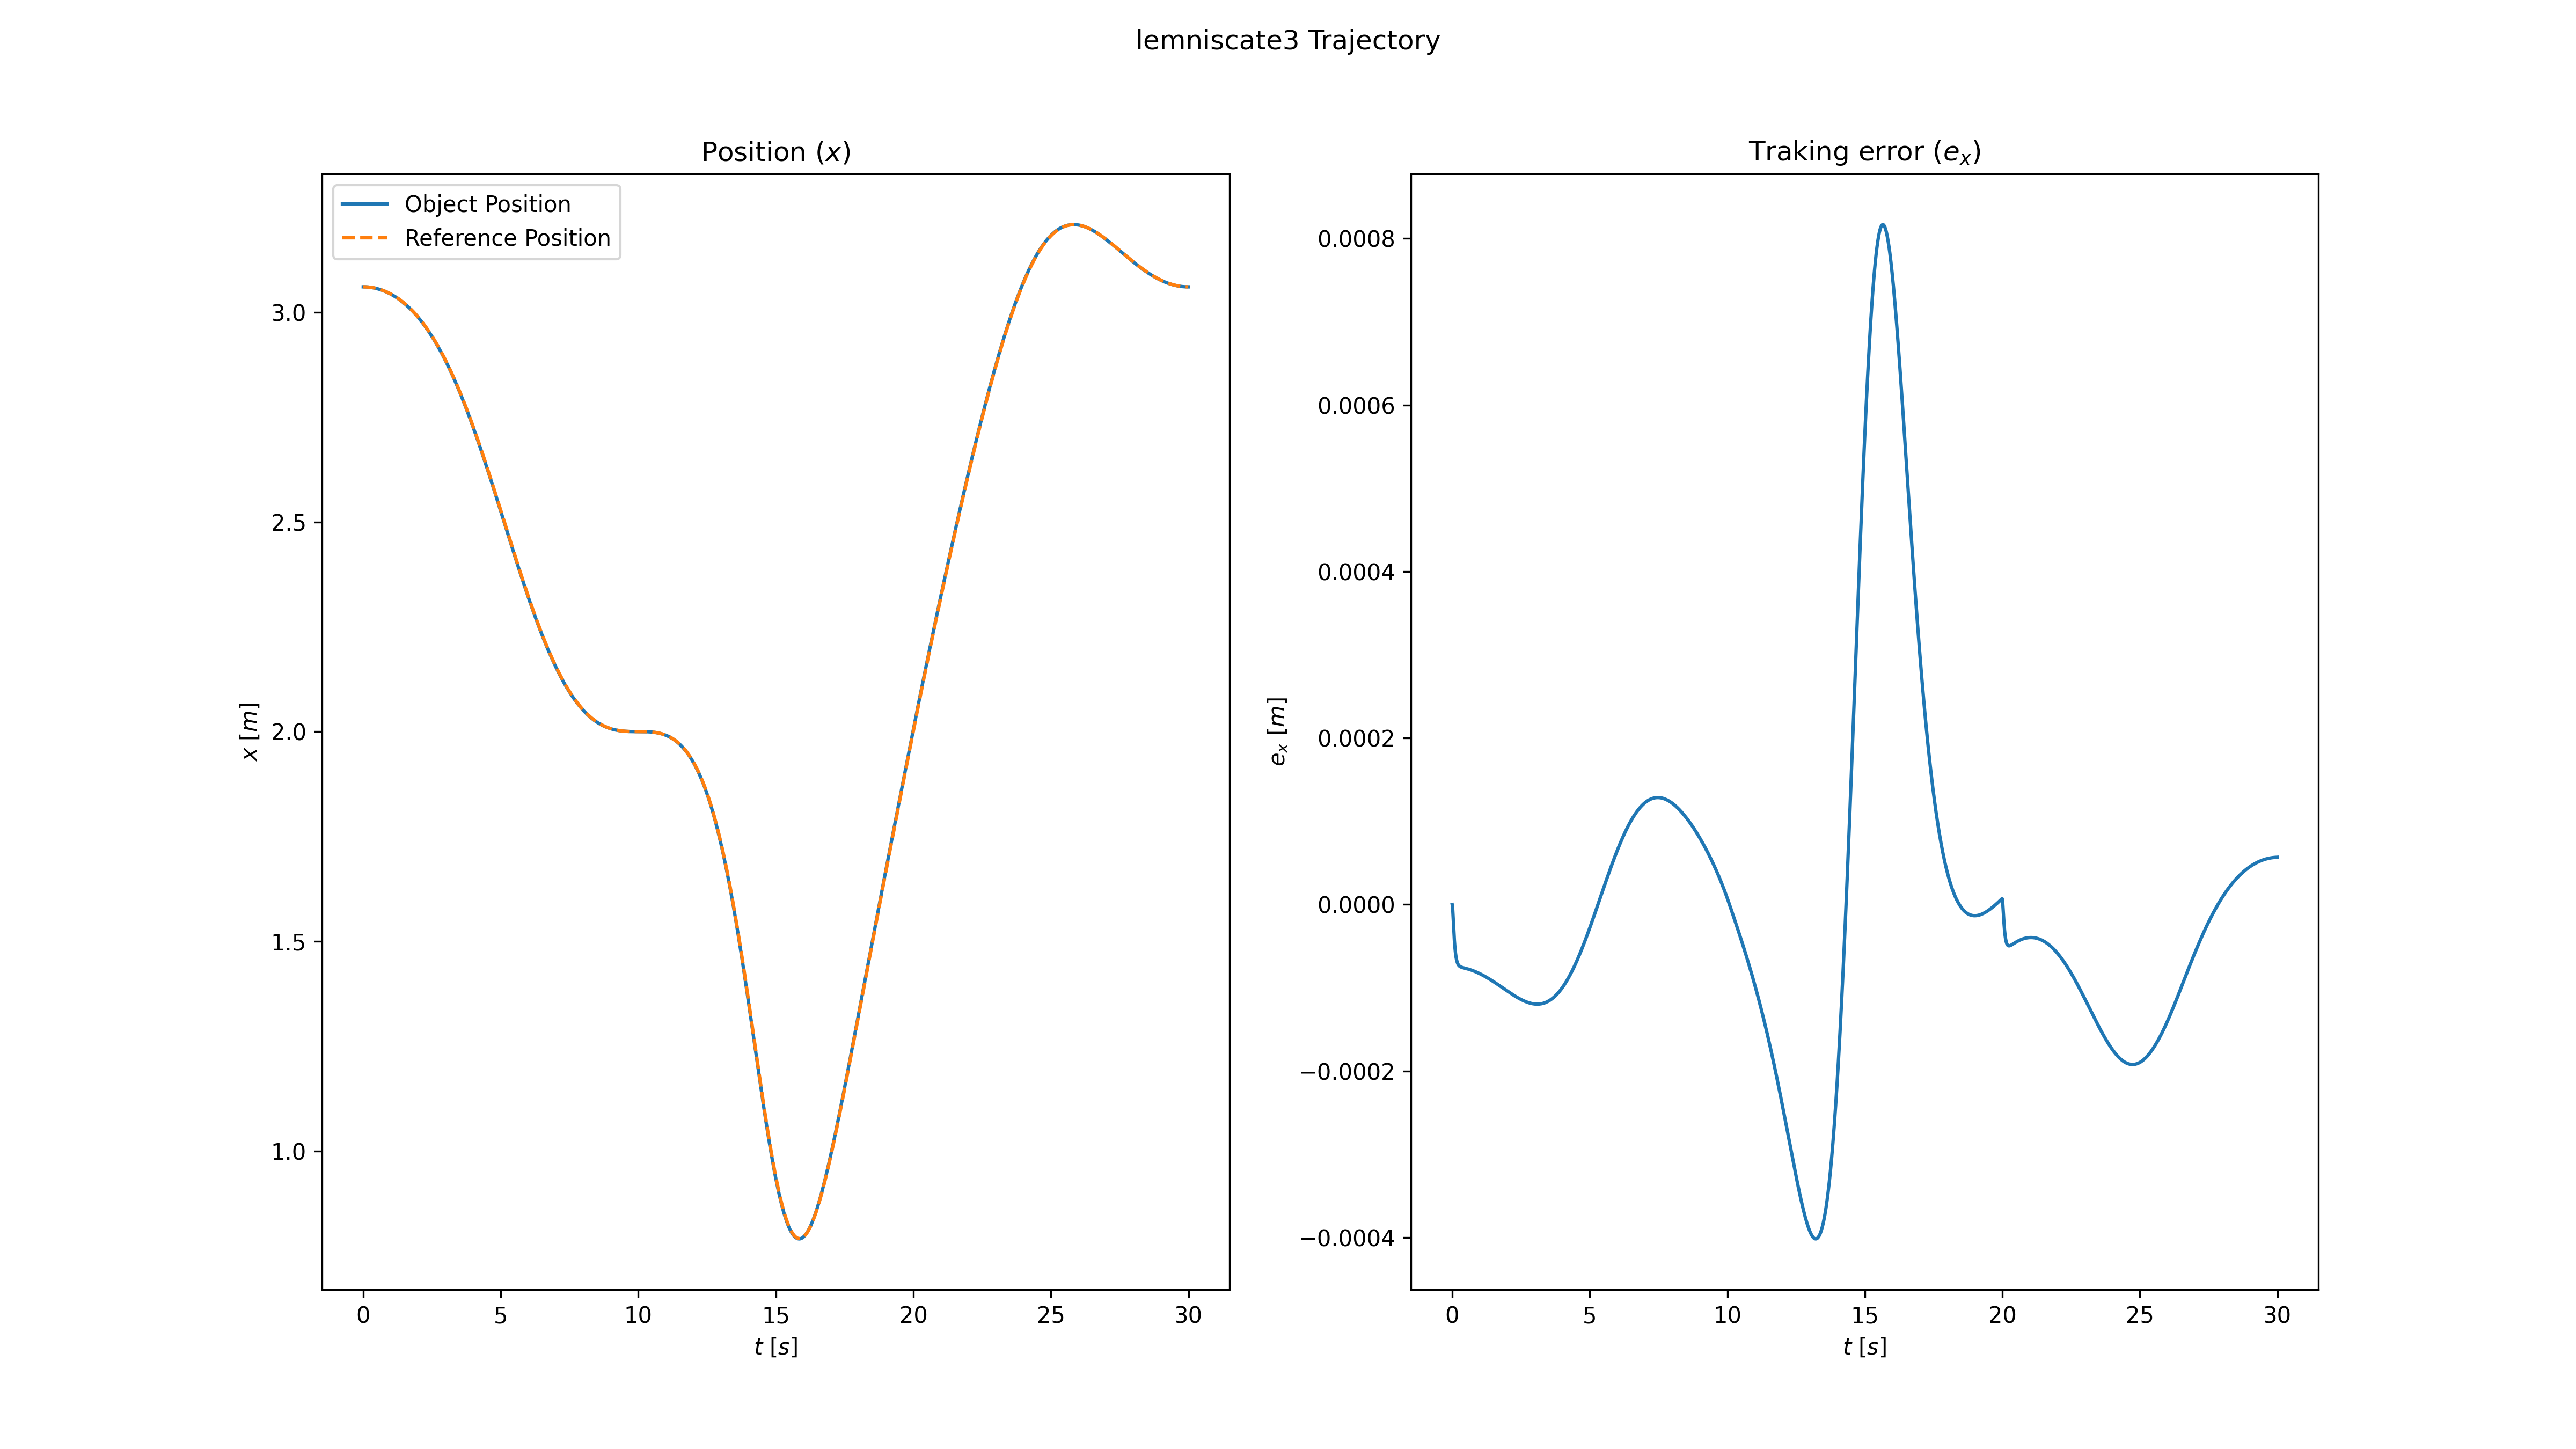 lemniscate3 Trajectory
Position (x)
Object Position
Reference Position
3.0
2.5
2.0
1.5
1.0
x [m]
0 5 10 15 20 25 30
t [s]
Traking error (eₓ)
0.0008
0.0006
0.0004
0.0002
0.0000
−0.0002
−0.0004
eₓ [m]
0 5 10 15 20 25 30
t [s]